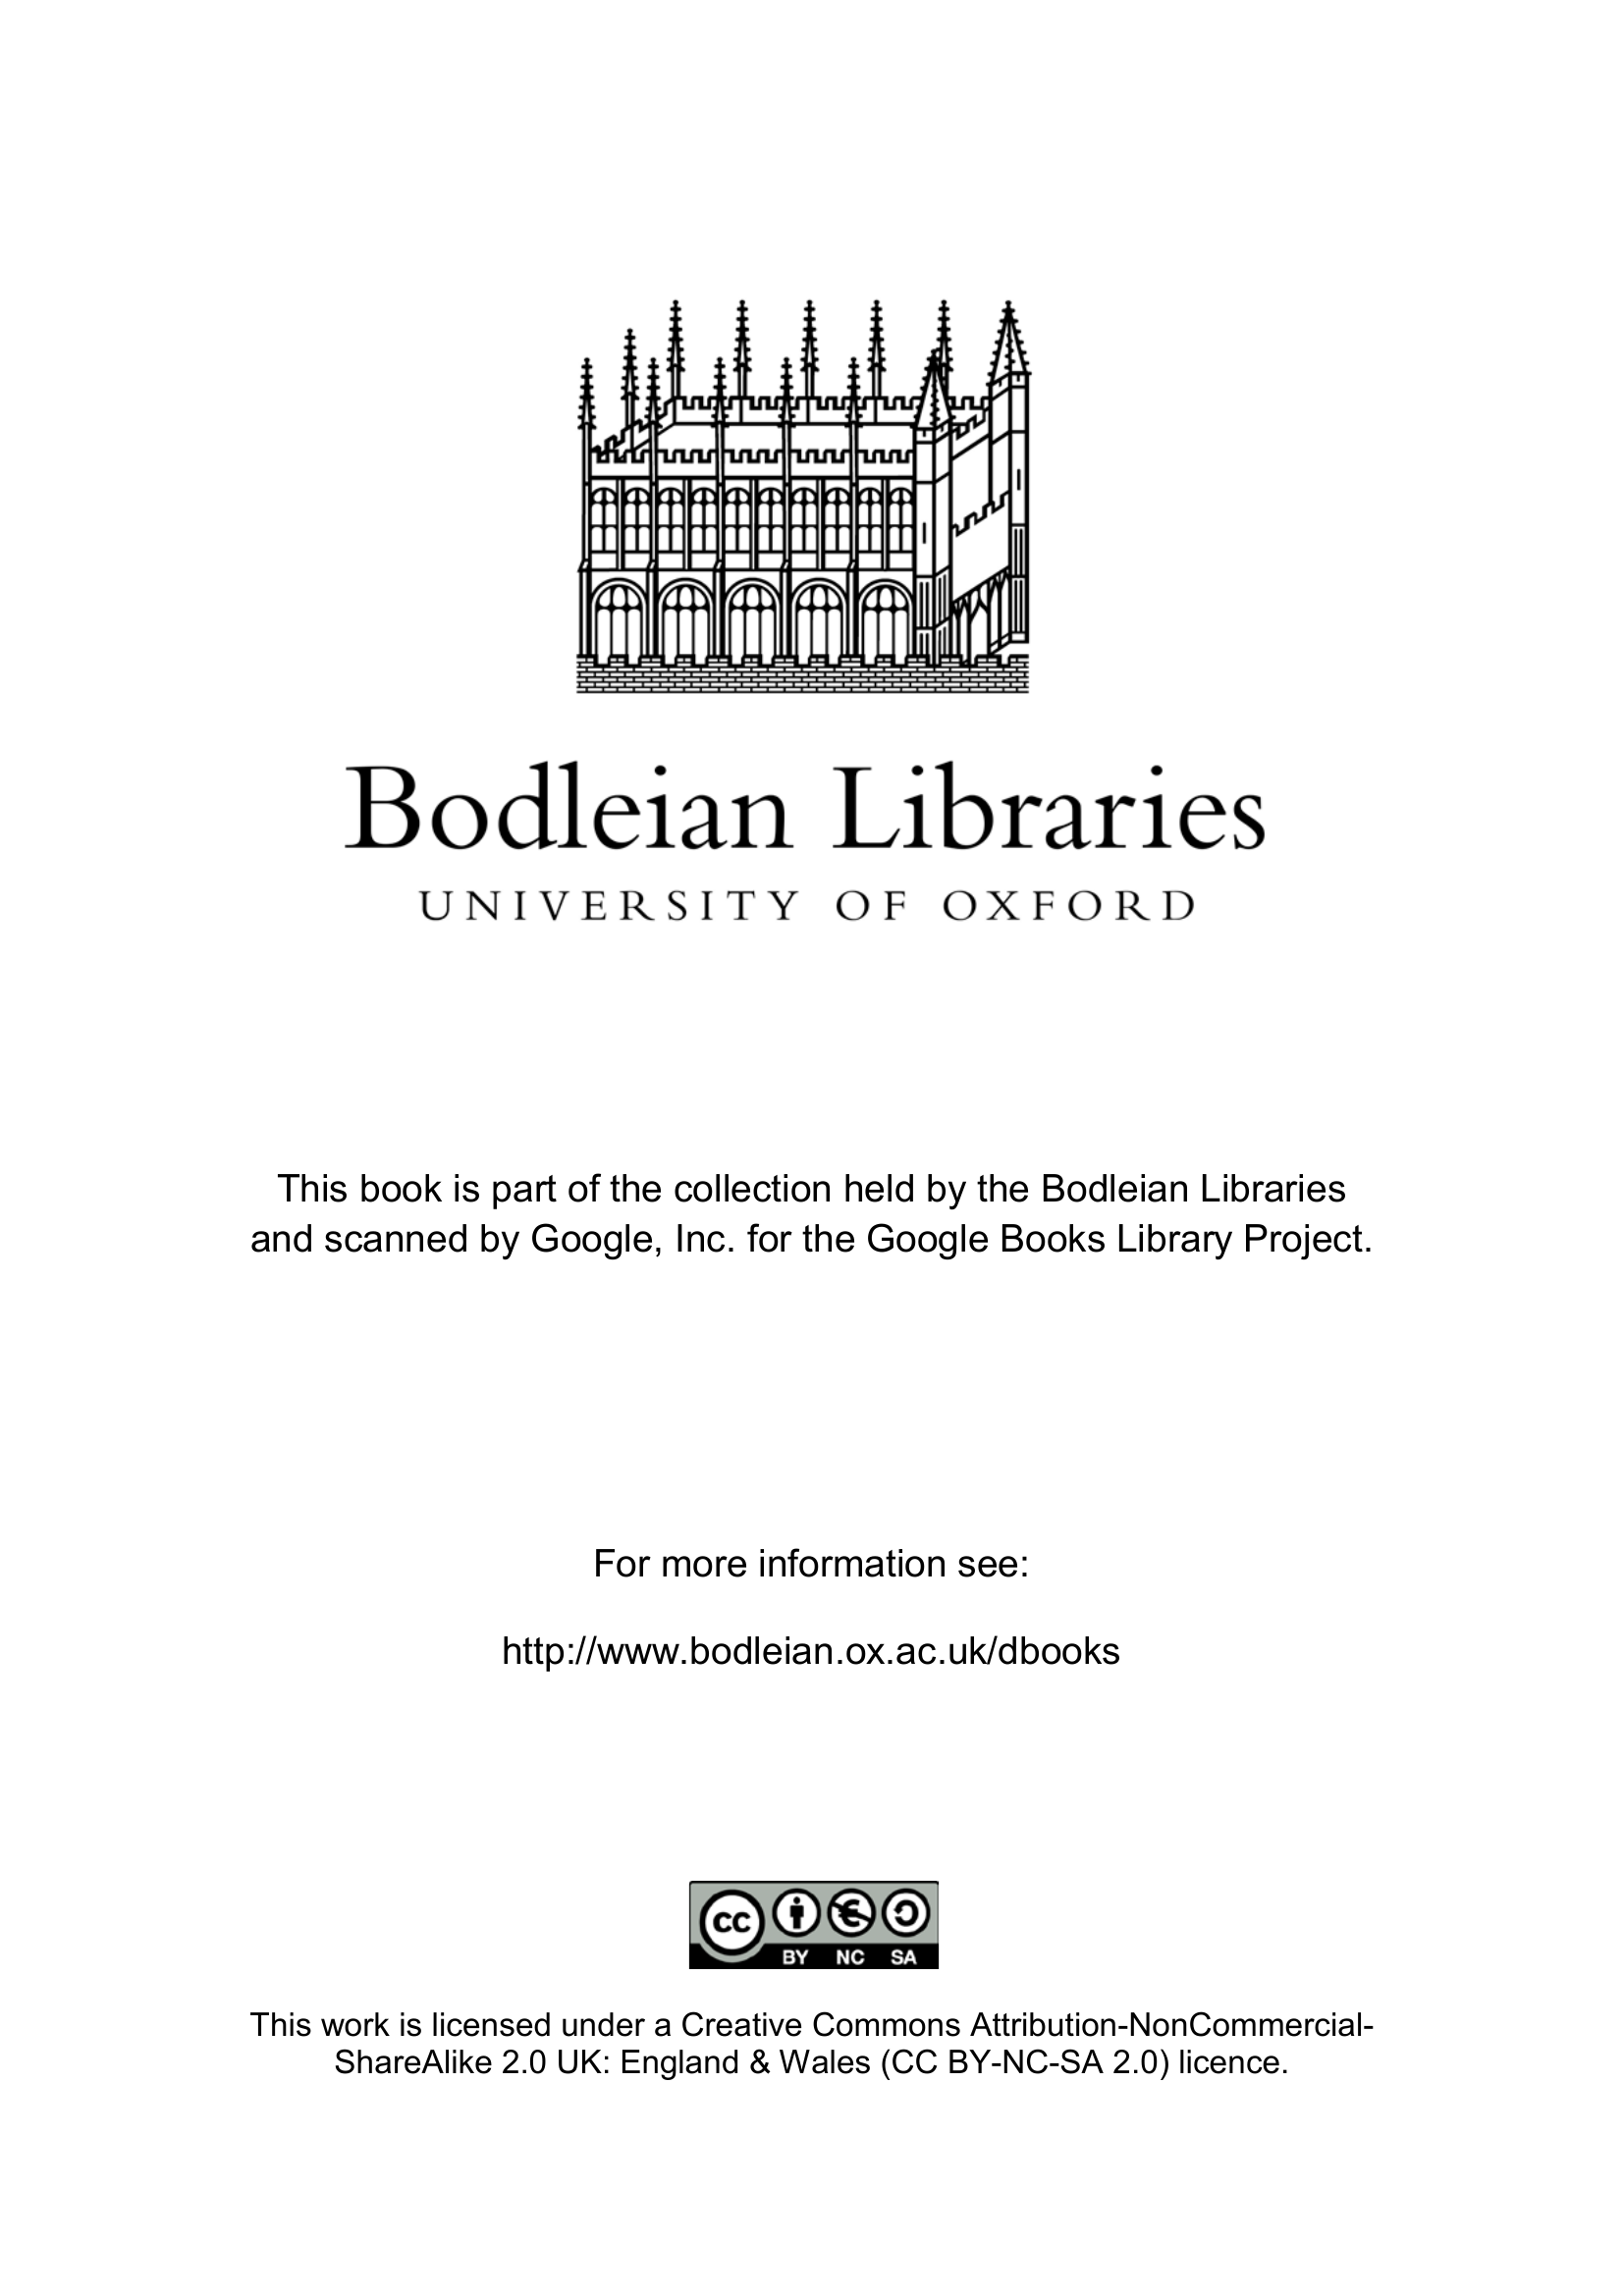 Bodleian Libraries
UNIVERSITY OF OXFORD
This book is part of the collection held by the Bodleian Libraries
and scanned by Google, Inc. for the Google Books Library Project.
For more information see:
http://www.bodleian.ox.ac.uk/dbooks
cc BY NC SA
This work is licensed under a Creative Commons Attribution-NonCommercial-
ShareAlike 2.0 UK: England & Wales (CC BY-NC-SA 2.0) licence.